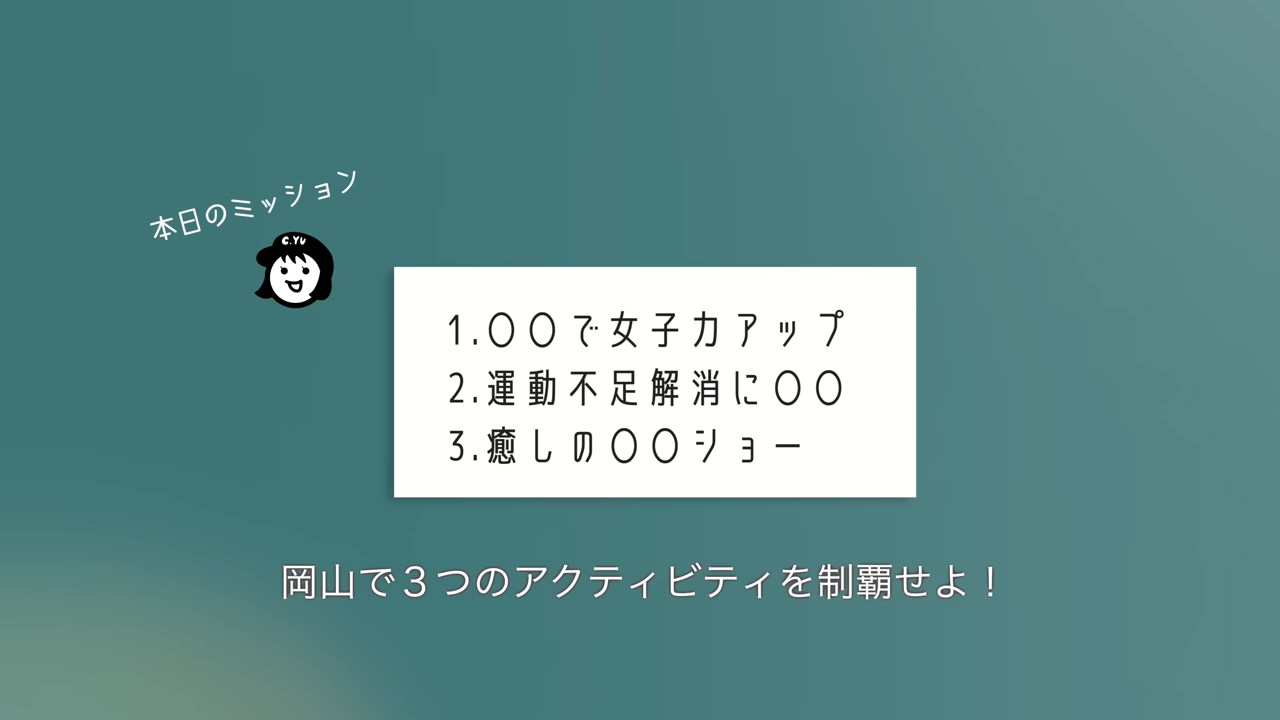 本日のミッション
C.YU
1.〇〇で女子力アップ
2.運動不足解消に〇〇
3.癒しの〇〇ショー
岡山で３つのアクティビティを制覇せよ！